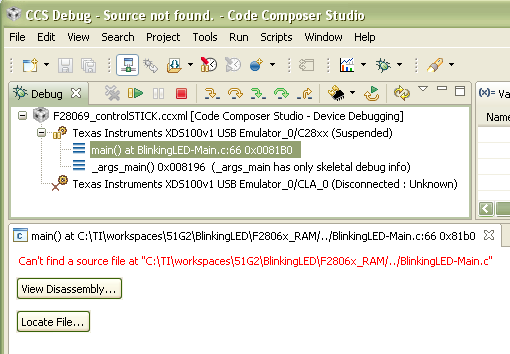 CCS Debug - Source not found. - Code Composer Studio
File Edit View Search Project Tools Run Scripts Window Help
Debug
(x)= Va
F28069_controlSTICK.ccxml [Code Composer Studio - Device Debugging]
Name
Texas Instruments XDS100v1 USB Emulator_0/C28xx (Suspended)
main() at BlinkingLED-Main.c:66 0x0081B0
_args_main() 0x008196 (_args_main has only skeletal debug info)
Texas Instruments XDS100v1 USB Emulator_0/CLA_0 (Disconnected : Unknown)
main() at C:\TI\workspaces\51G2\BlinkingLED\F2806x_RAM/../BlinkingLED-Main.c:66 0x81b0
Can't find a source file at "C:\TI\workspaces\51G2\BlinkingLED\F2806x_RAM/../BlinkingLED-Main.c"
View Disassembly...
Locate File...